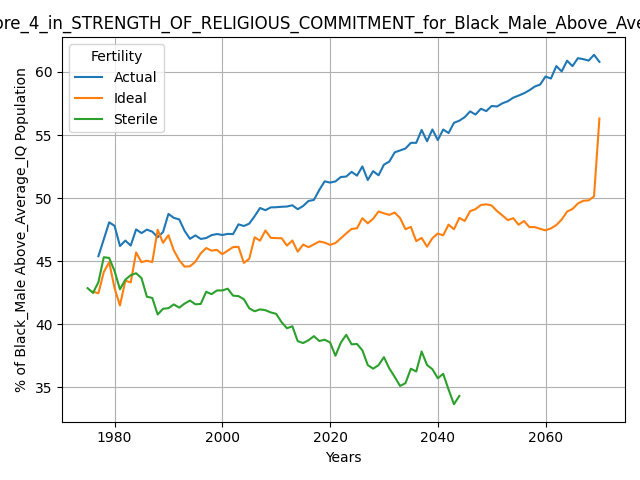 ore_4_in_STRENGTH_OF_RELIGIOUS_COMMITMENT_for_Black_Male_Above_Ave
Fertility
Actual
Ideal
Sterile
% of Black_Male Above_Average_IQ Population
60
55
50
45
40
35
1980
2000
2020
2040
2060
Years